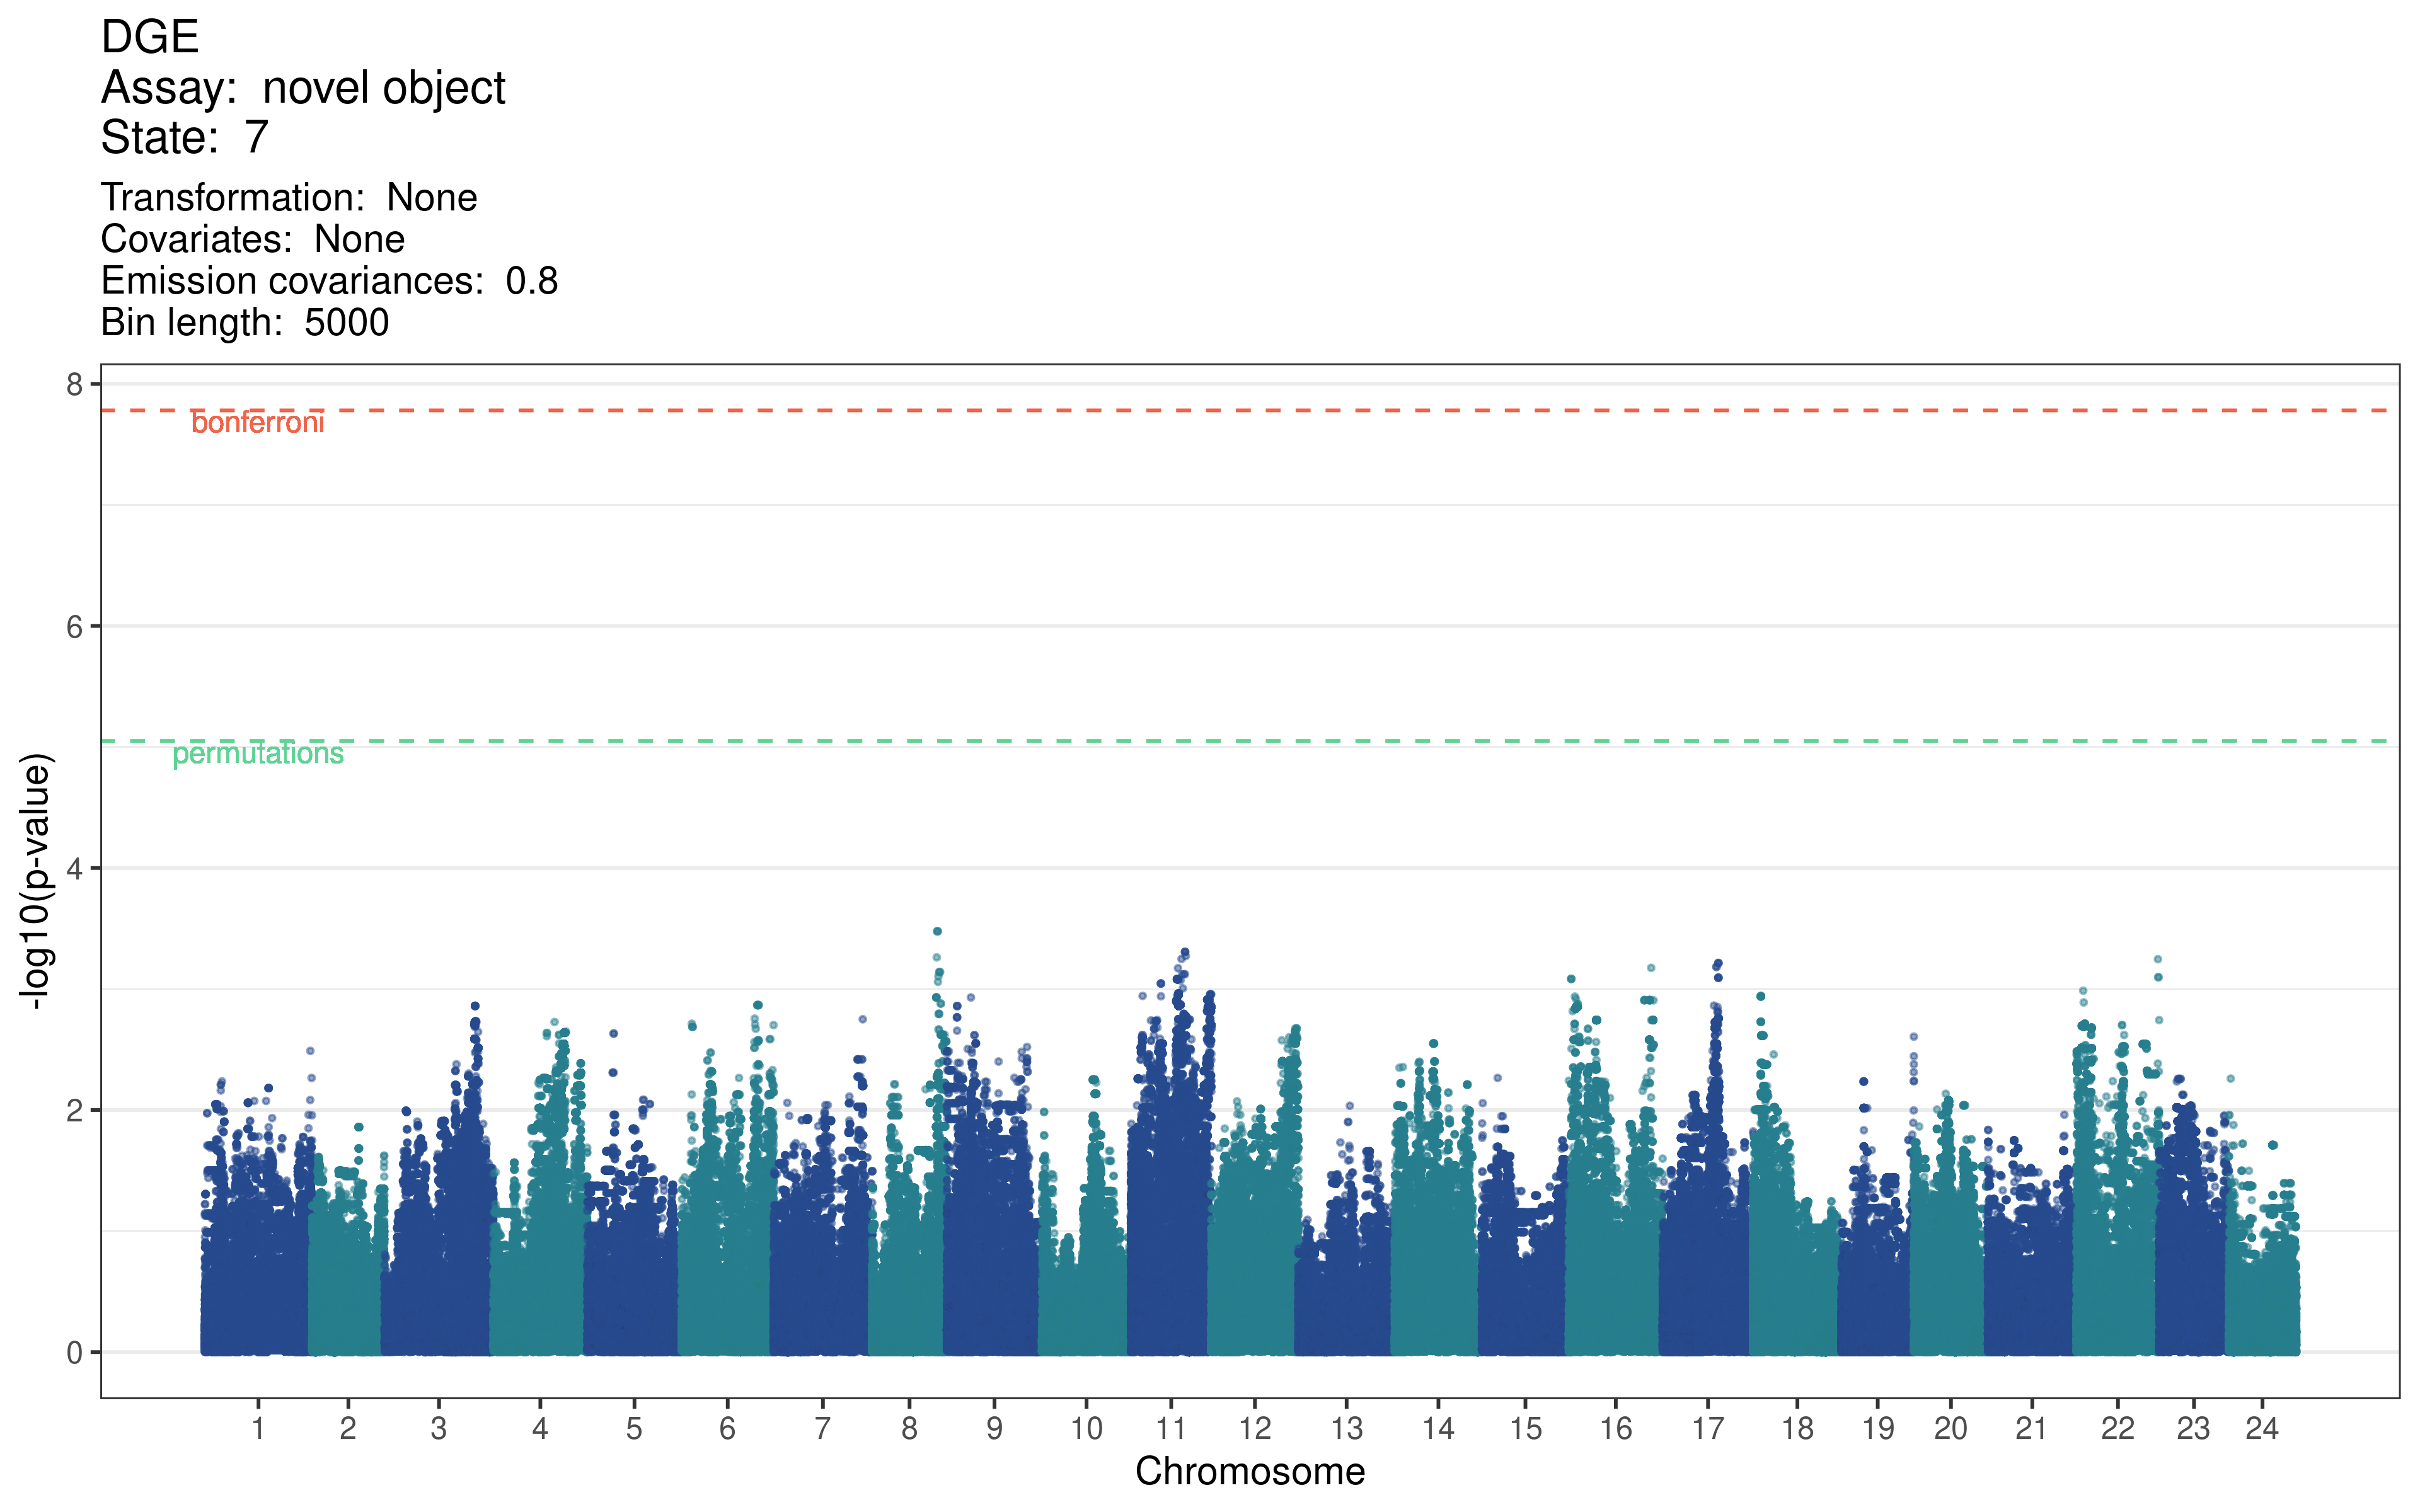 DGE
Assay:  novel object
State:  7
Transformation:  None
Covariates:  None
Emission covariances:  0.8
Bin length:  5000
8
bonferroni
6
permutations
4
2
0
-log10(p-value)
1 2 3 4 5 6 7 8 9 10 11 12 13 14 15 16 17 18 19 20 21 22 23 24
Chromosome